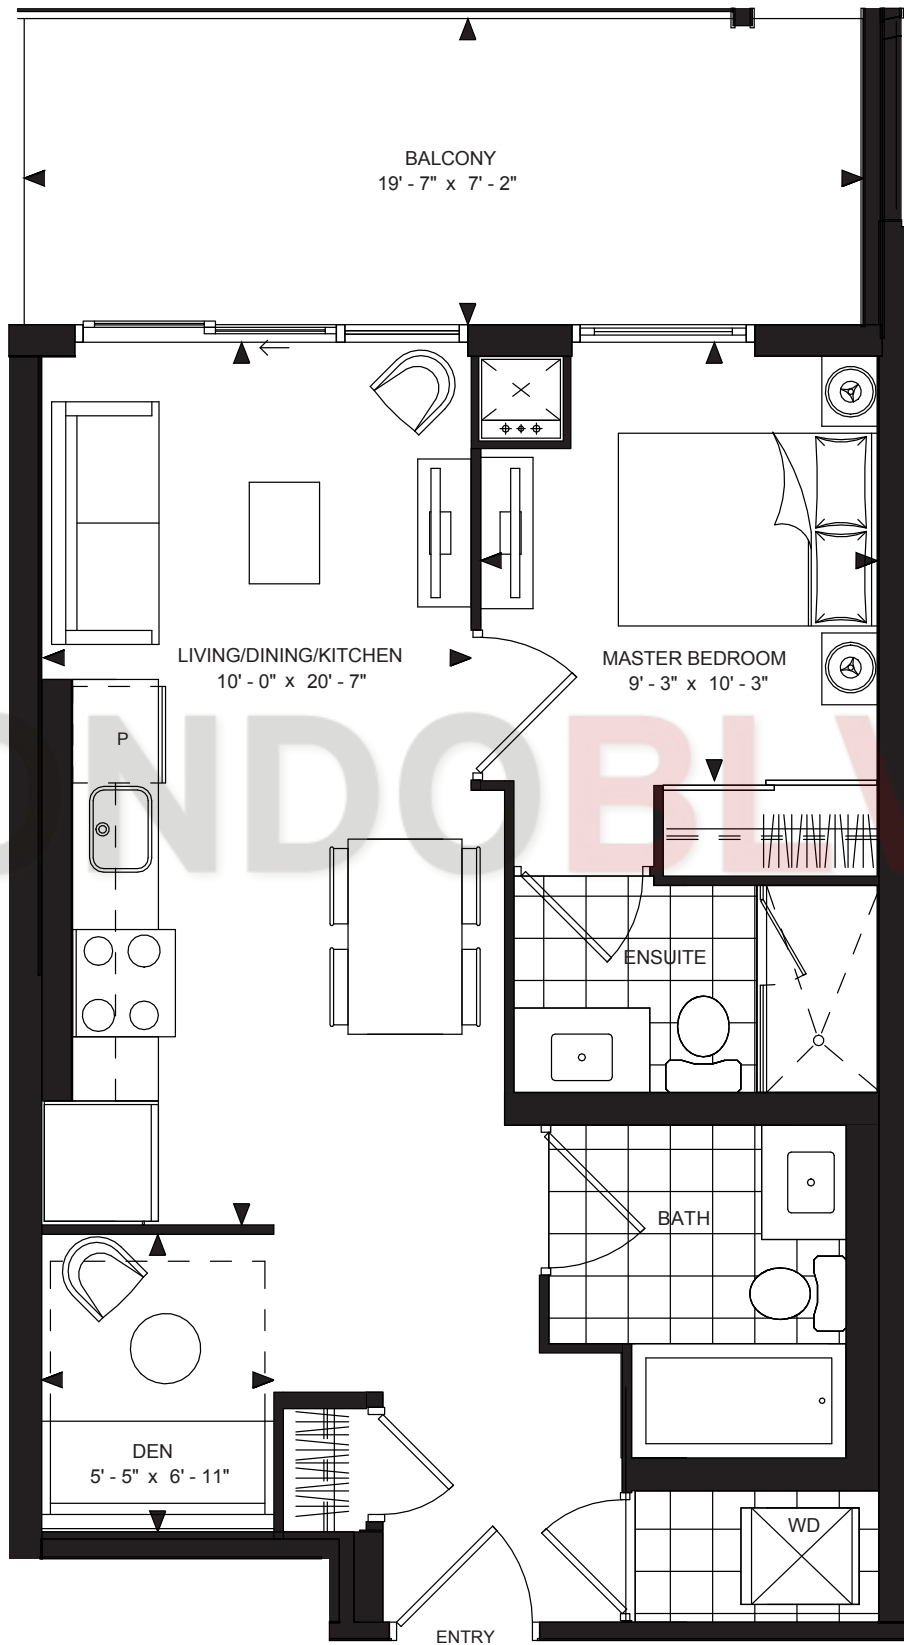 BALCONY
19' - 7" x 7' - 2"
LIVING/DINING/KITCHEN
10' - 0" x 20' - 7"
MASTER BEDROOM
9' - 3" x 10' - 3"
P
ONDOBLV
ENSUITE
BATH
DEN
5' - 5" x 6' - 11"
WD
ENTRY